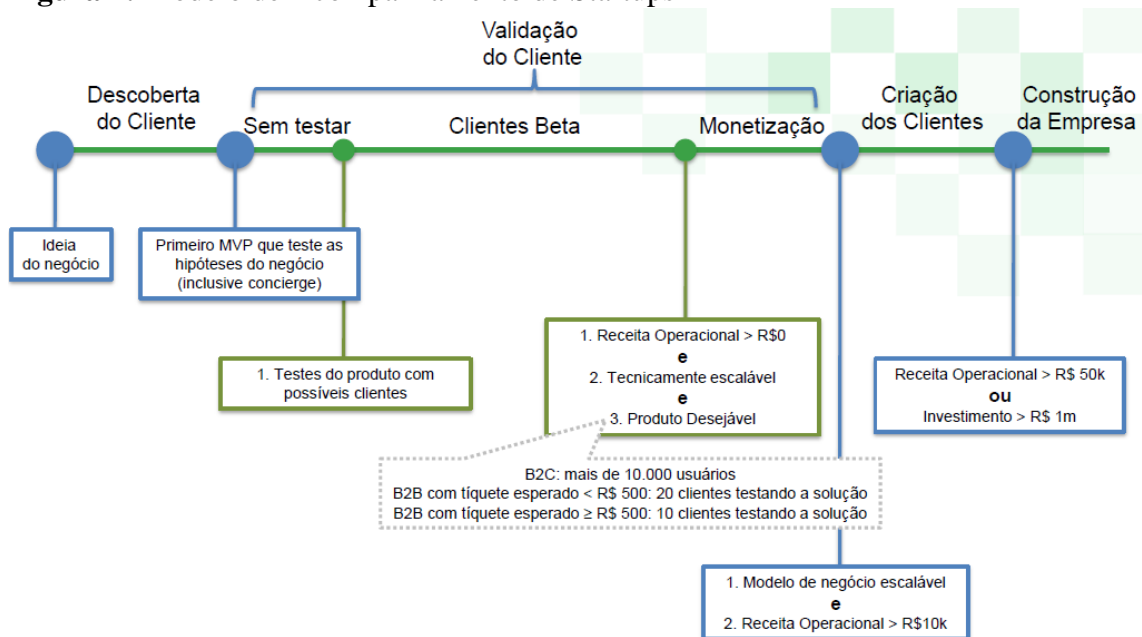 Validação
do Cliente
Descoberta
do Cliente
Sem testar
Clientes Beta
Monetização
Criação
dos Clientes
Construção
da Empresa
Ideia
do negócio
Primeiro MVP que teste as
hipóteses do negócio
(inclusive concierge)
1. Testes do produto com
possíveis clientes
1. Receita Operacional > R$0
e
2. Tecnicamente escalável
e
3. Produto Desejável
B2C: mais de 10.000 usuários
B2B com tíquete esperado < R$ 500: 20 clientes testando a solução
B2B com tíquete esperado ≥ R$ 500: 10 clientes testando a solução
1. Modelo de negócio escalável
e
2. Receita Operacional > R$10k
Receita Operacional > R$ 50k
ou
Investimento > R$ 1m